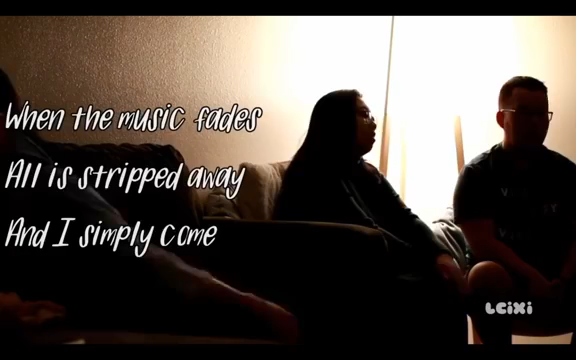 When the music fades
All is stripped away
And I simply come
LCiXi